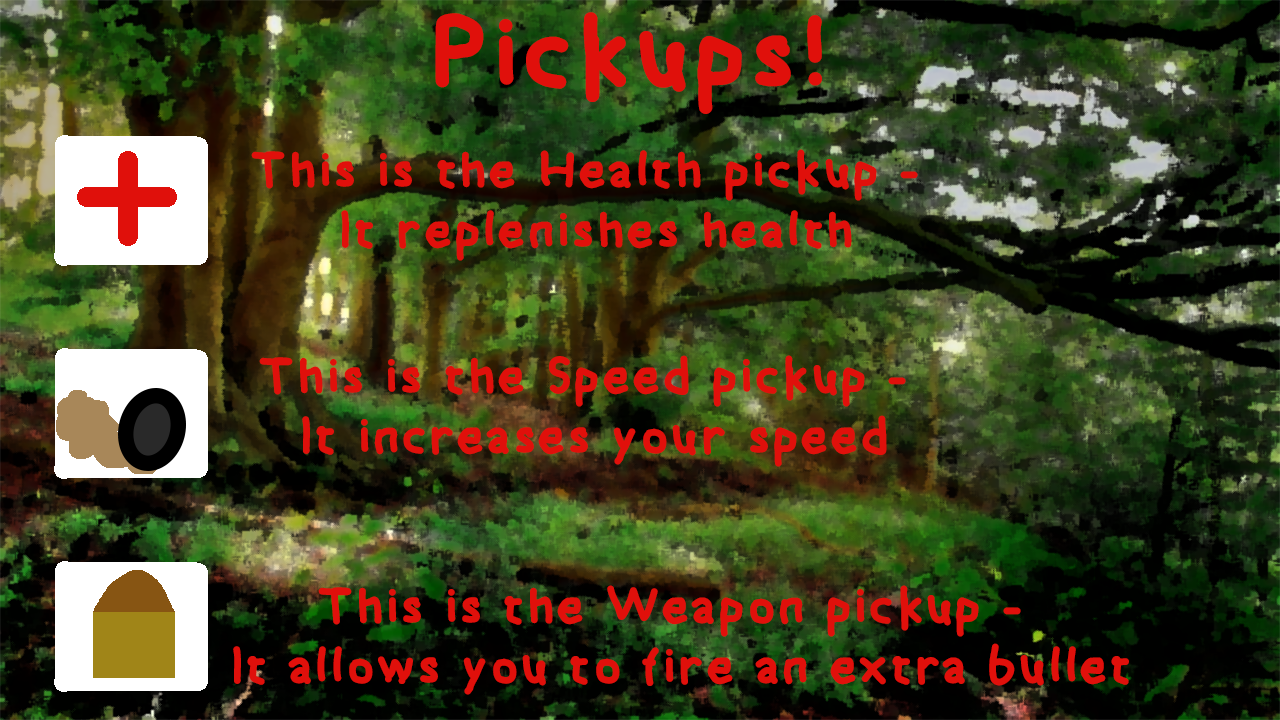 Pickups!
This is the Health pickup -
It replenishes health
This is the Speed pickup -
It increases your speed
This is the Weapon pickup -
It allows you to fire an extra bullet